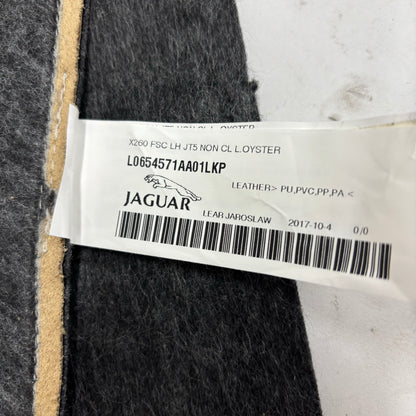 X260 FSC LH JT5 NON CL L.OYSTER
L0654571AA01LKP
LEATHER> PU,PVC,PP,PA <
JAGUAR
LEAR JAROSLAW 2017-10-4 0/0